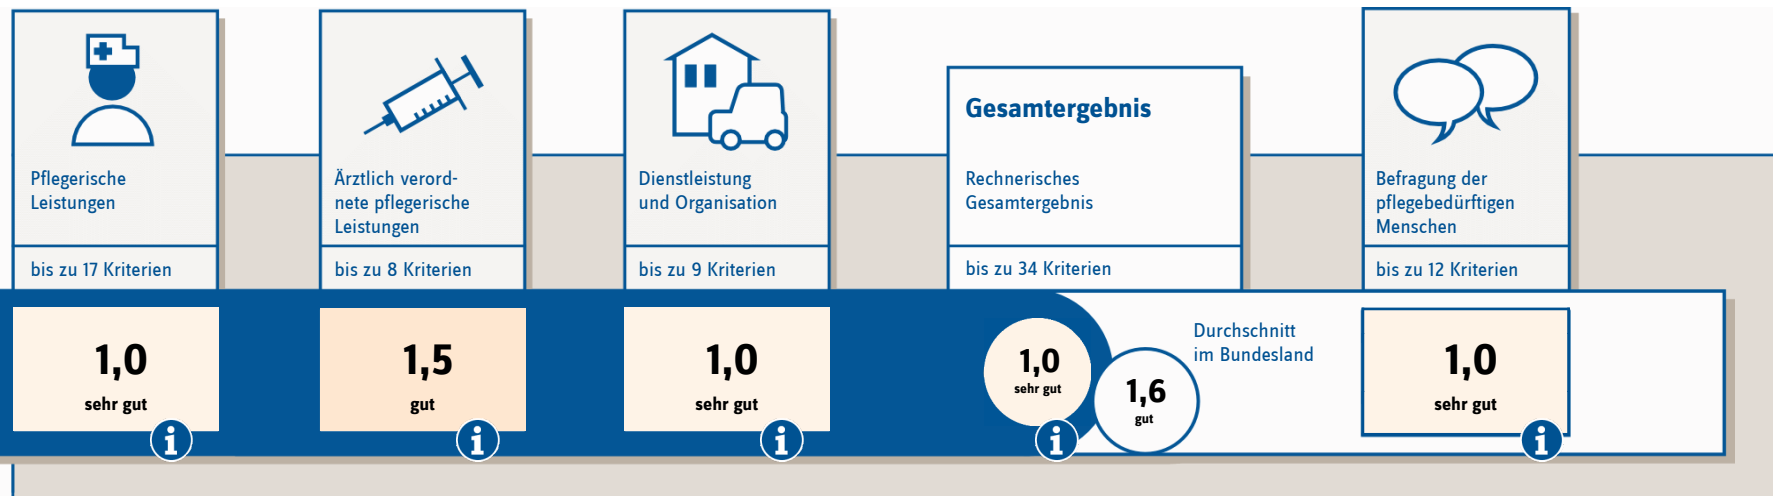 Pflegerische
Leistungen
bis zu 17 Kriterien
1,0
sehr gut
i
Ärztlich verord-
nete pflegerische
Leistungen
bis zu 8 Kriterien
1,5
gut
i
Dienstleistung
und Organisation
bis zu 9 Kriterien
1,0
sehr gut
i
Gesamtergebnis
Rechnerisches
Gesamtergebnis
bis zu 34 Kriterien
1,0
sehr gut
i
1,6
gut
Durchschnitt
im Bundesland
Befragung der
pflegebedürftigen
Menschen
bis zu 12 Kriterien
1,0
sehr gut
i